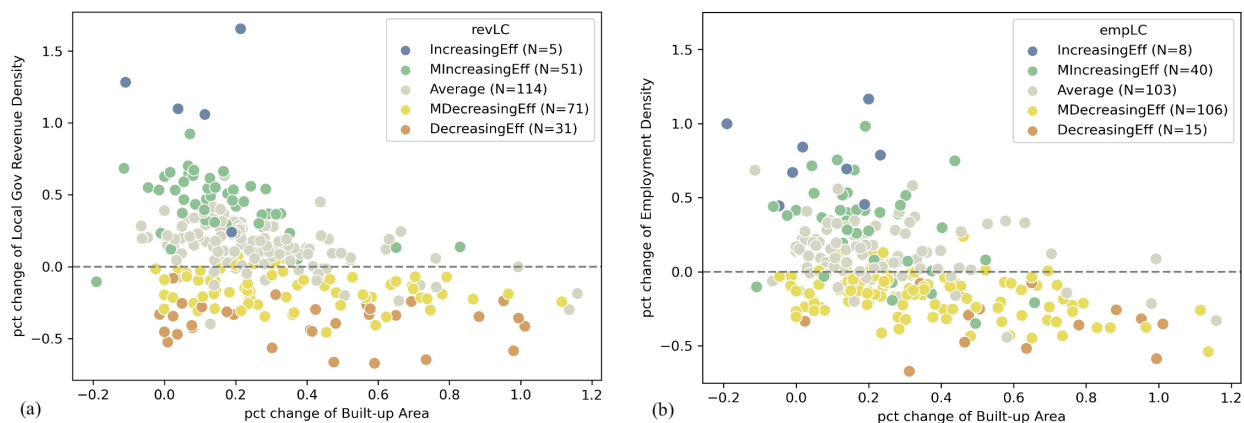 revLC
IncreasingEff (N=5)
MIncreasingEff (N=51)
Average (N=114)
MDecreasingEff (N=71)
DecreasingEff (N=31)
pct change of Local Gov Revenue Density
1.5
1.0
0.5
0.0
−0.5
−0.2
0.0
0.2
0.4
0.6
0.8
1.0
1.2
pct change of Built-up Area
(a)
empLC
IncreasingEff (N=8)
MIncreasingEff (N=40)
Average (N=103)
MDecreasingEff (N=106)
DecreasingEff (N=15)
pct change of Employment Density
1.5
1.0
0.5
0.0
−0.5
−0.2
0.0
0.2
0.4
0.6
0.8
1.0
1.2
pct change of Built-up Area
(b)